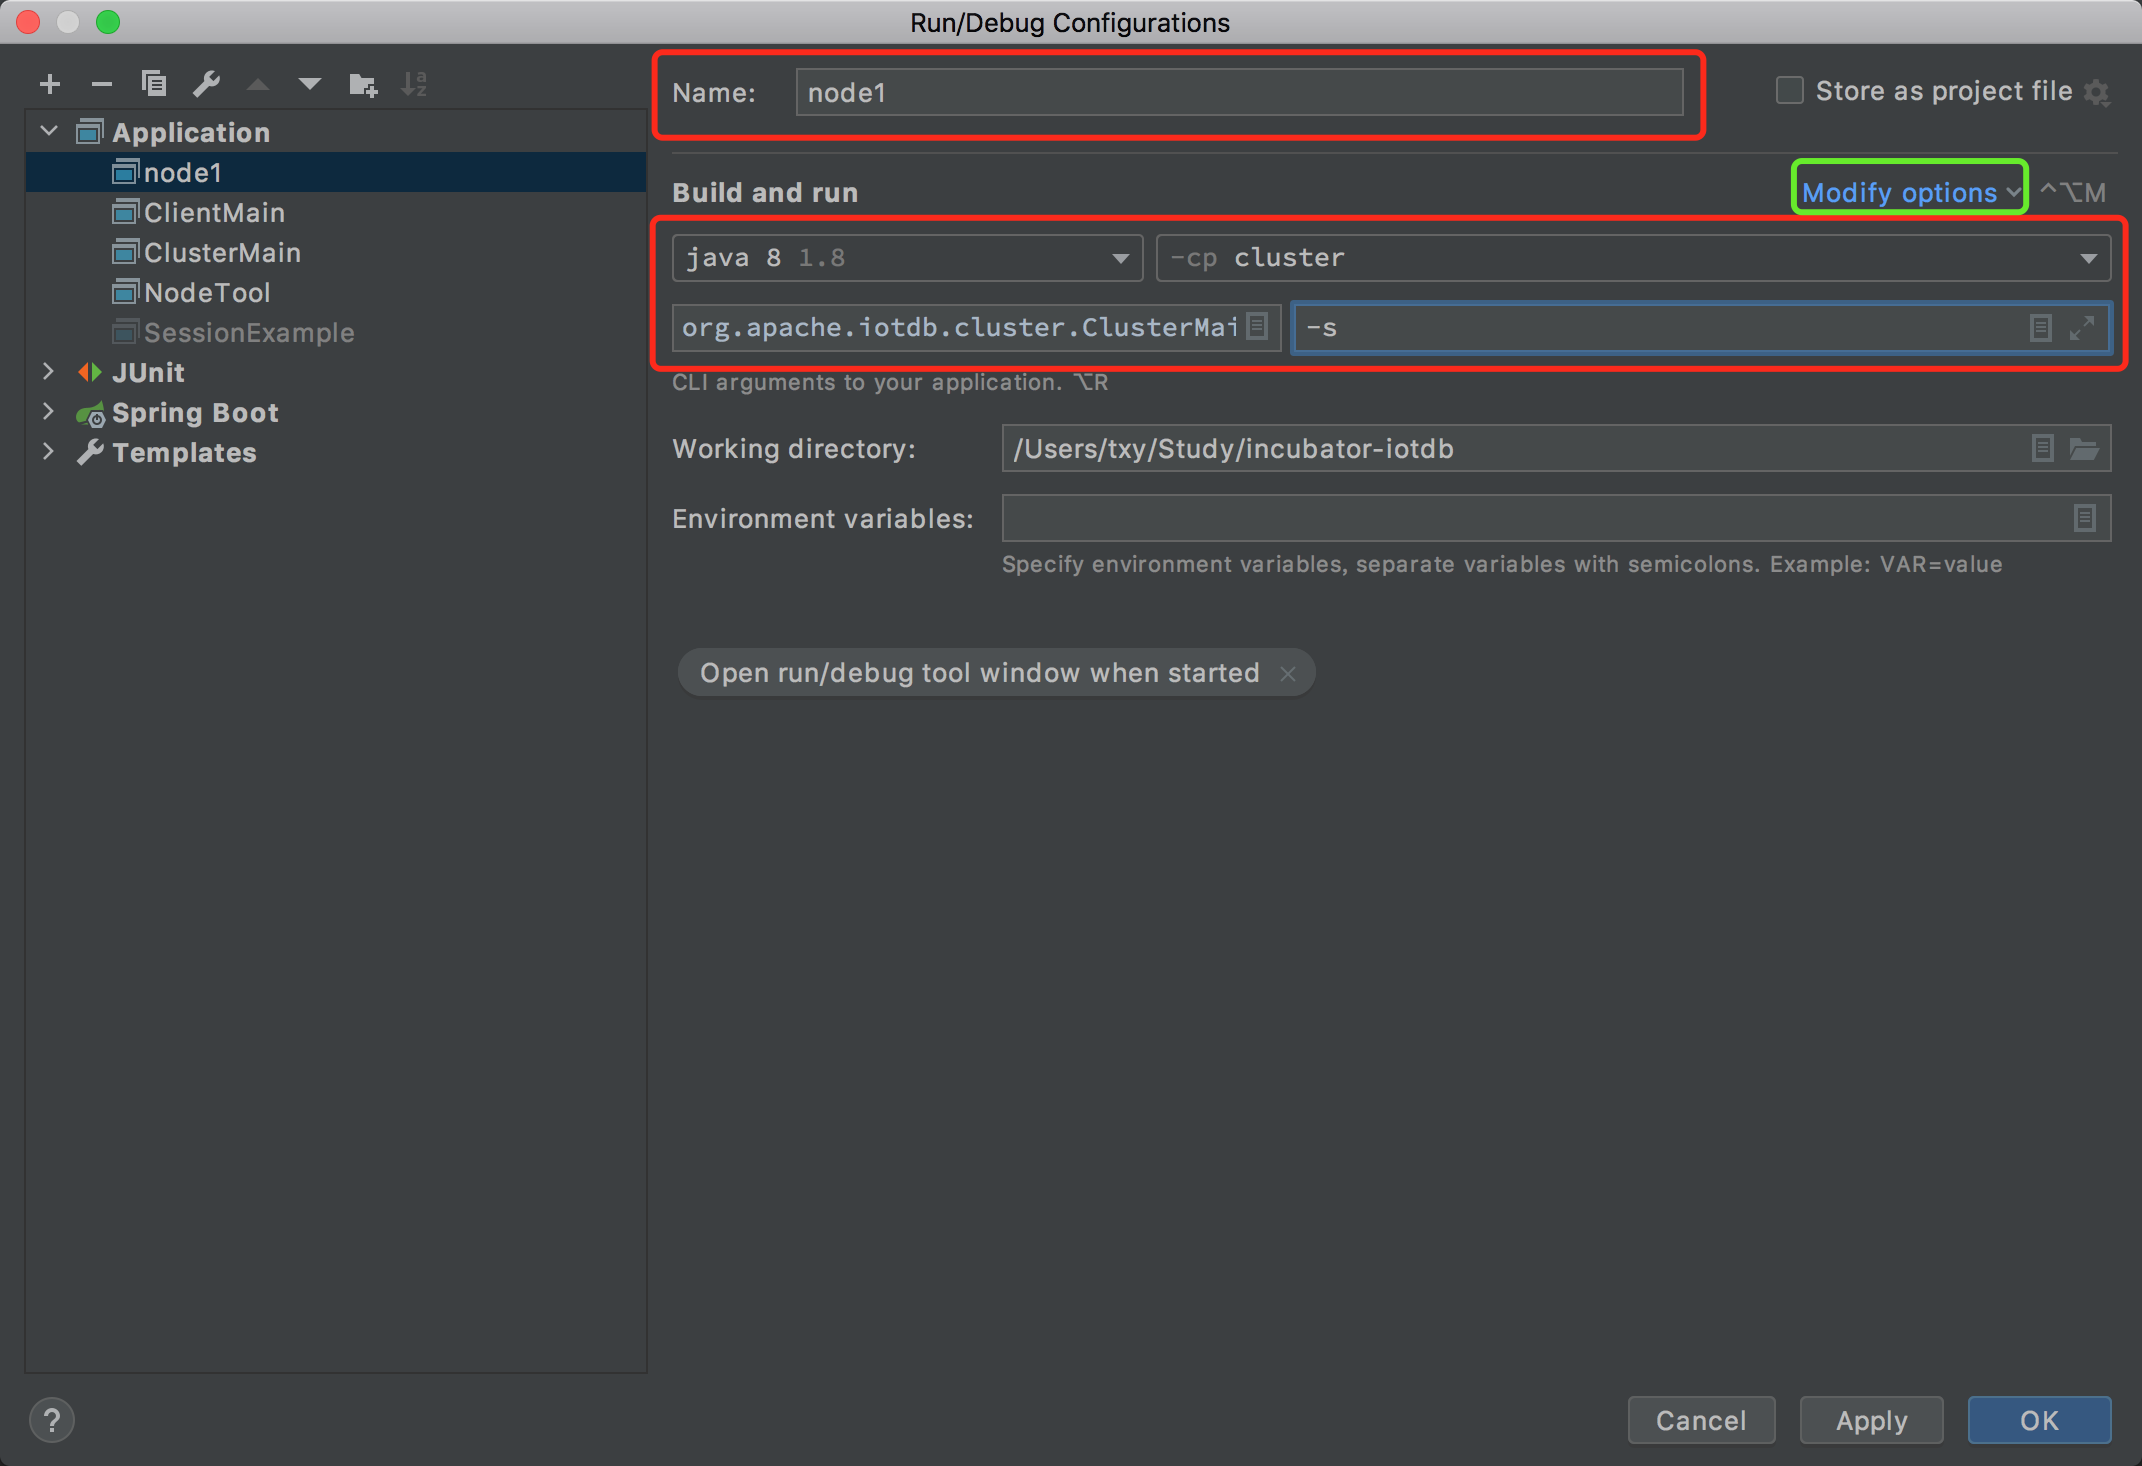 Run/Debug Configurations
Application
node1
ClientMain
ClusterMain
NodeTool
SessionExample
JUnit
Spring Boot
Templates
Name: node1
Store as project file
Build and run
Modify options ^⌥M
java 8 1.8
-cp cluster
org.apache.iotdb.cluster.ClusterMai
-s
CLI arguments to your application. ⌥R
Working directory: /Users/txy/Study/incubator-iotdb
Environment variables:
Specify environment variables, separate variables with semicolons. Example: VAR=value
Open run/debug tool window when started ×
?
Cancel
Apply
OK